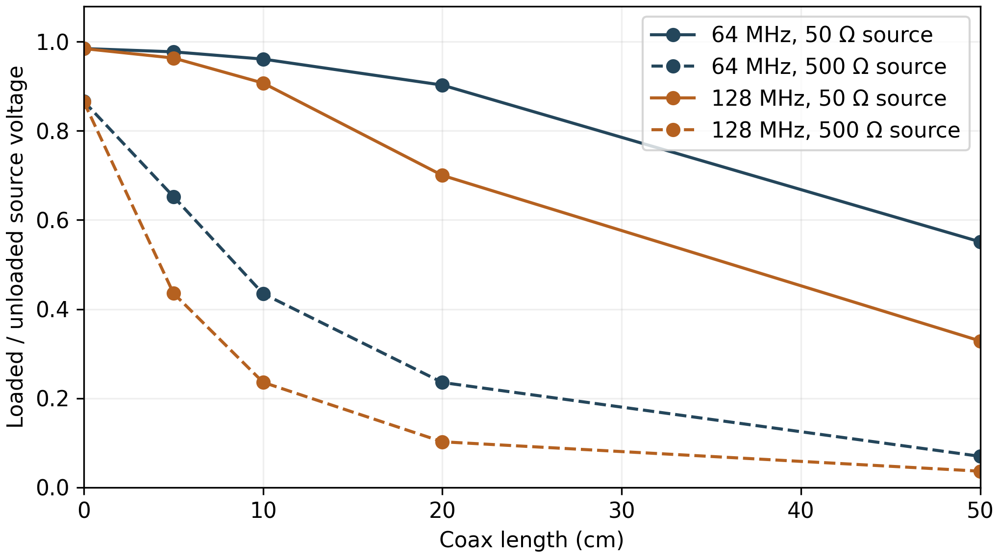 64 MHz, 50 Ω source
64 MHz, 500 Ω source
128 MHz, 50 Ω source
128 MHz, 500 Ω source
Loaded / unloaded source voltage
1.0
0.8
0.6
0.4
0.2
0.0
0 10 20 30 40 50
Coax length (cm)